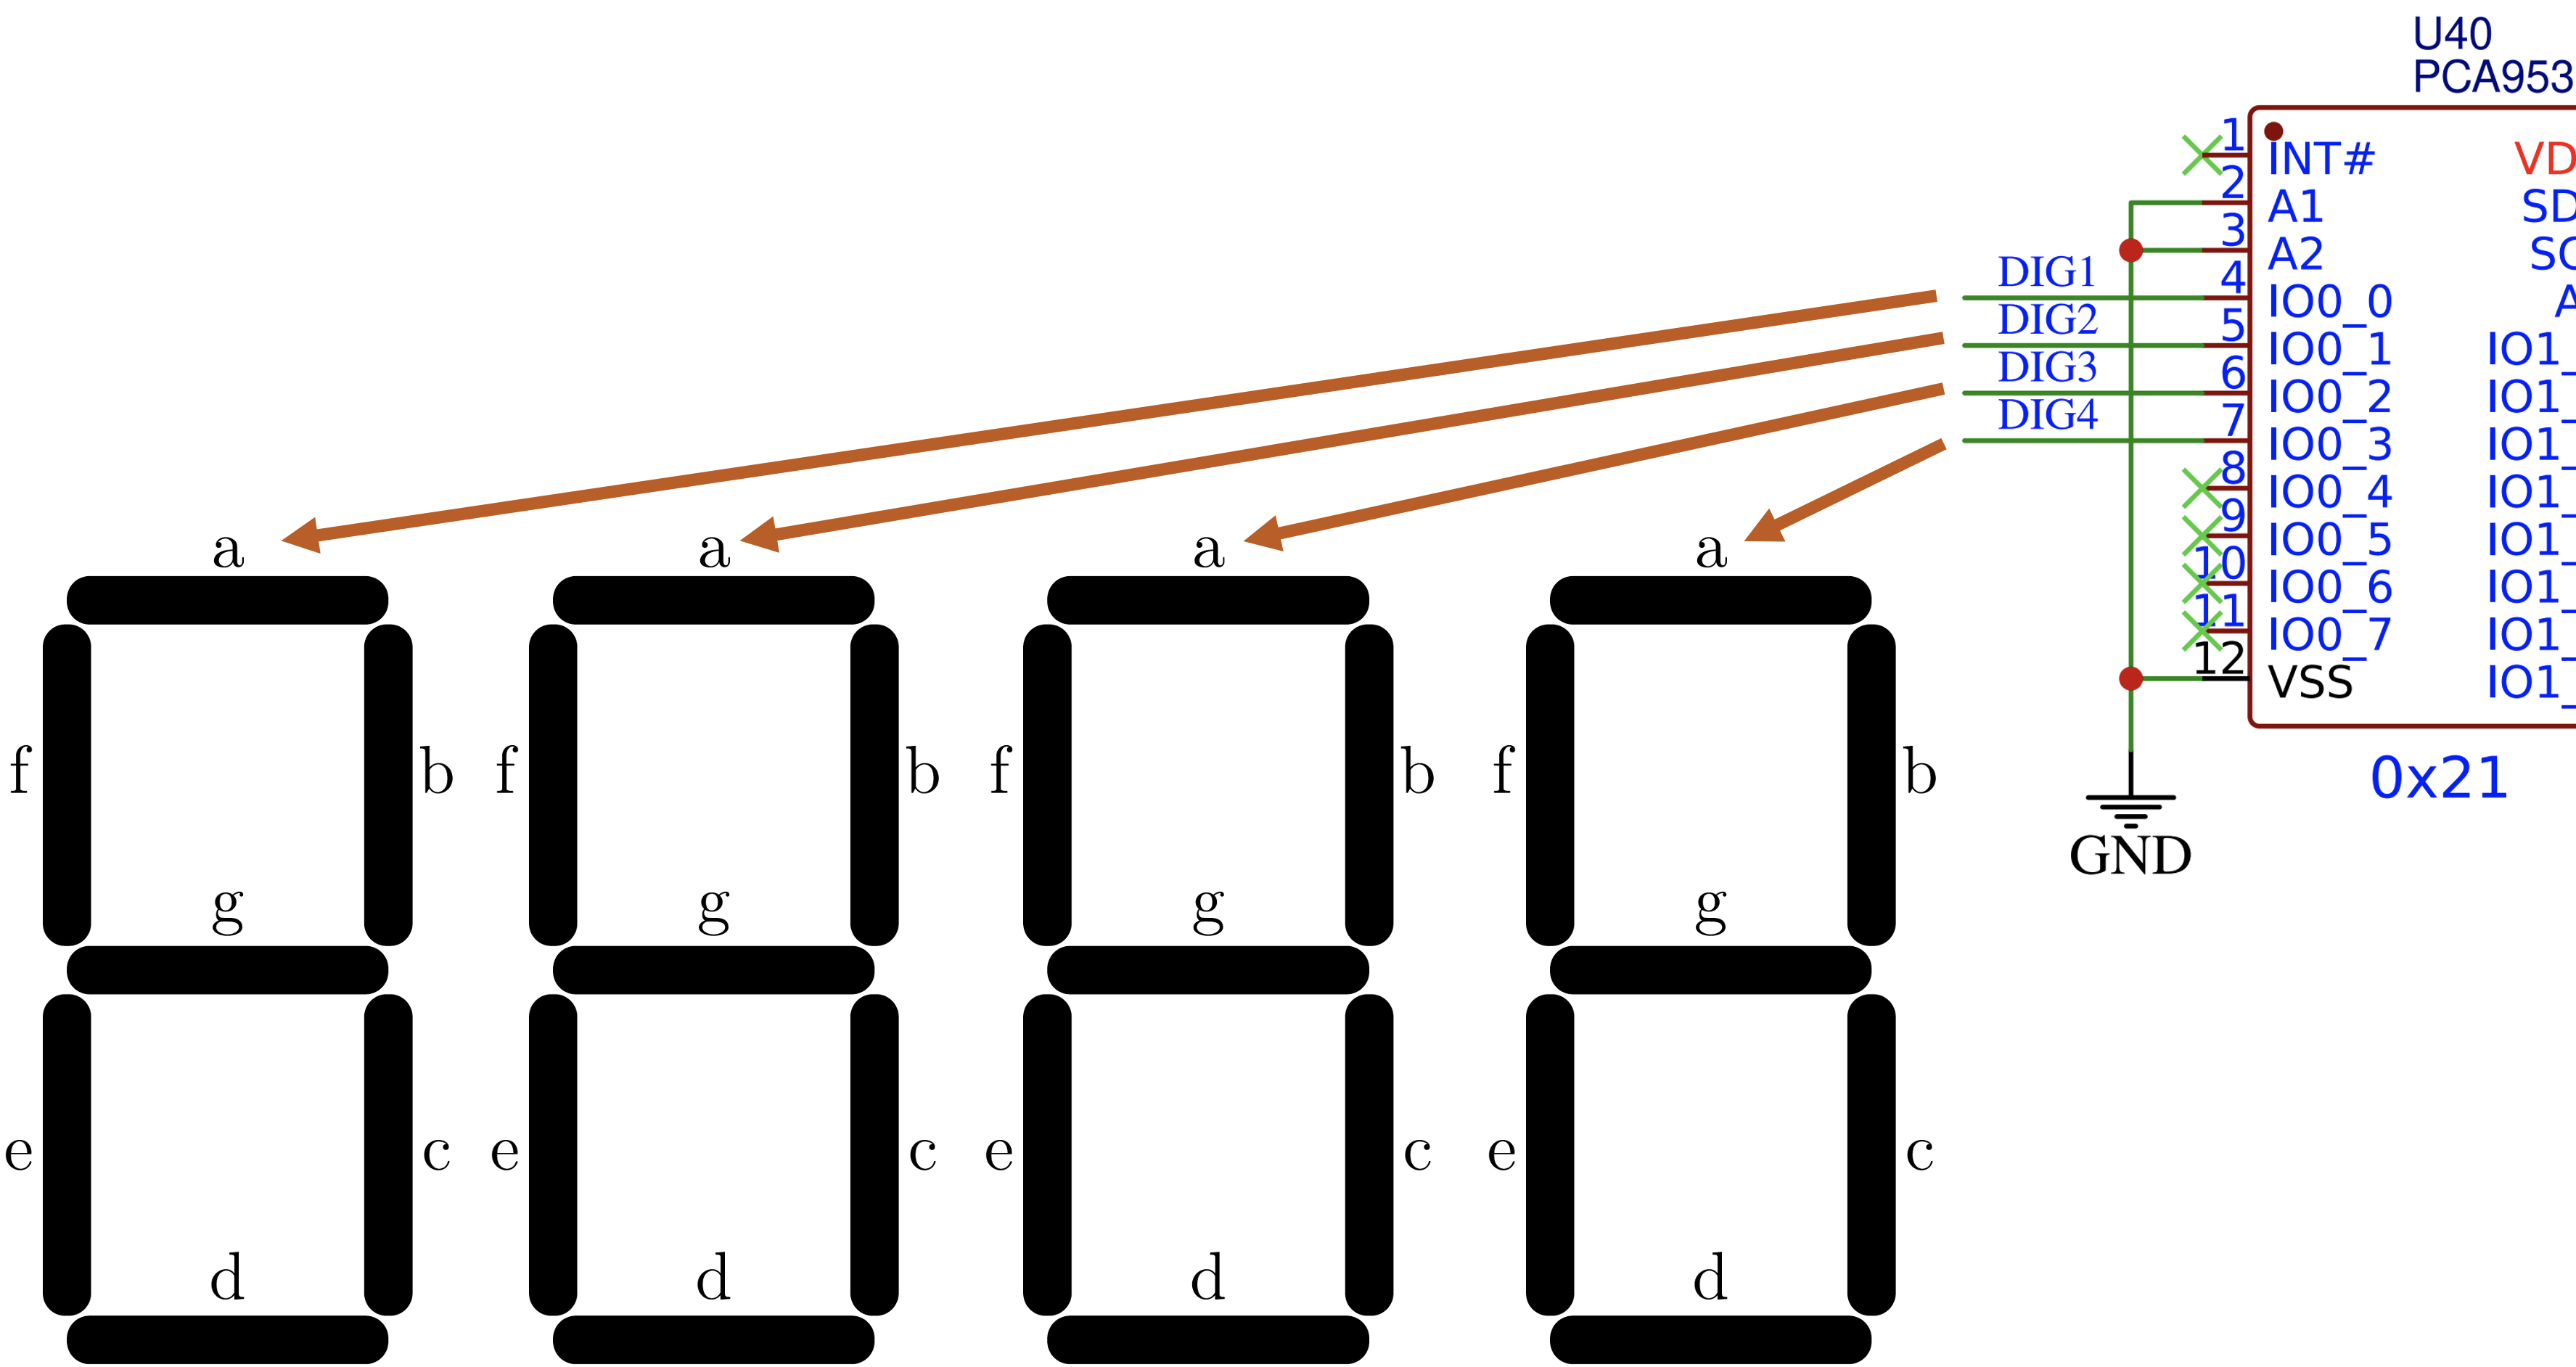 U40
PCA953
1
INT#
VD
2
A1
SD
3
A2
SC
DIG1
4
IO0_0
A
DIG2
5
IO0_1
IO1_
DIG3
6
IO0_2
IO1_
DIG4
7
IO0_3
IO1_
8
IO0_4
IO1_
9
IO0_5
IO1_
10
IO0_6
IO1_
11
IO0_7
IO1_
12
VSS
IO1_
0x21
GND
a a a a
f b f b f b f b
g g g g
e c e c e c e c
d d d d